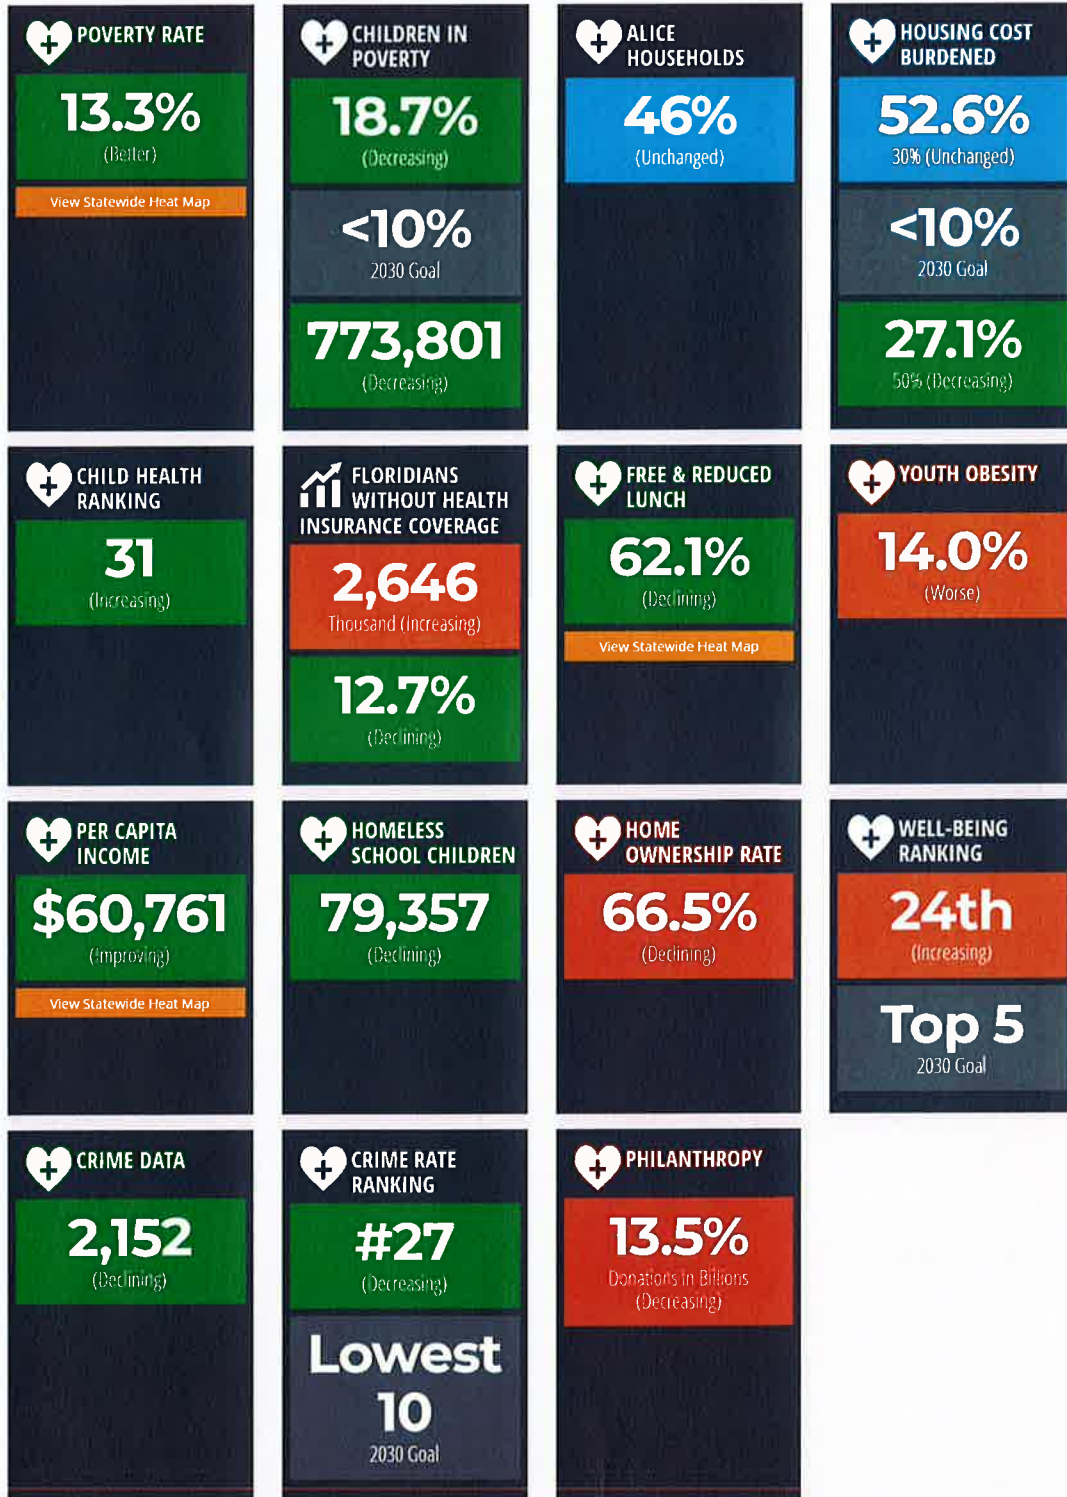 POVERTY RATE
13.3%
(Better)
View Statewide Heat Map
CHILDREN IN
POVERTY
18.7%
(Decreasing)
<10%
2030 Goal
773,801
(Decreasing)
ALICE
HOUSEHOLDS
46%
(Unchanged)
HOUSING COST
BURDENED
52.6%
30% (Unchanged)
<10%
2030 Goal
27.1%
50% (Decreasing)
CHILD HEALTH
RANKING
31
(Increasing)
FLORIDIANS
WITHOUT HEALTH
INSURANCE COVERAGE
2,646
Thousand (Increasing)
12.7%
(Declining)
FREE & REDUCED
LUNCH
62.1%
(Declining)
View Statewide Heat Map
YOUTH OBESITY
14.0%
(Worse)
PER CAPITA
INCOME
$60,761
(Improving)
View Statewide Heat Map
HOMELESS
SCHOOL CHILDREN
79,357
(Declining)
HOME
OWNERSHIP RATE
66.5%
(Declining)
WELL-BEING
RANKING
24th
(Increasing)
Top 5
2030 Goal
CRIME DATA
2,152
(Declining)
CRIME RATE
RANKING
#27
(Decreasing)
Lowest
10
2030 Goal
PHILANTHROPY
13.5%
Donations in Billions
(Decreasing)